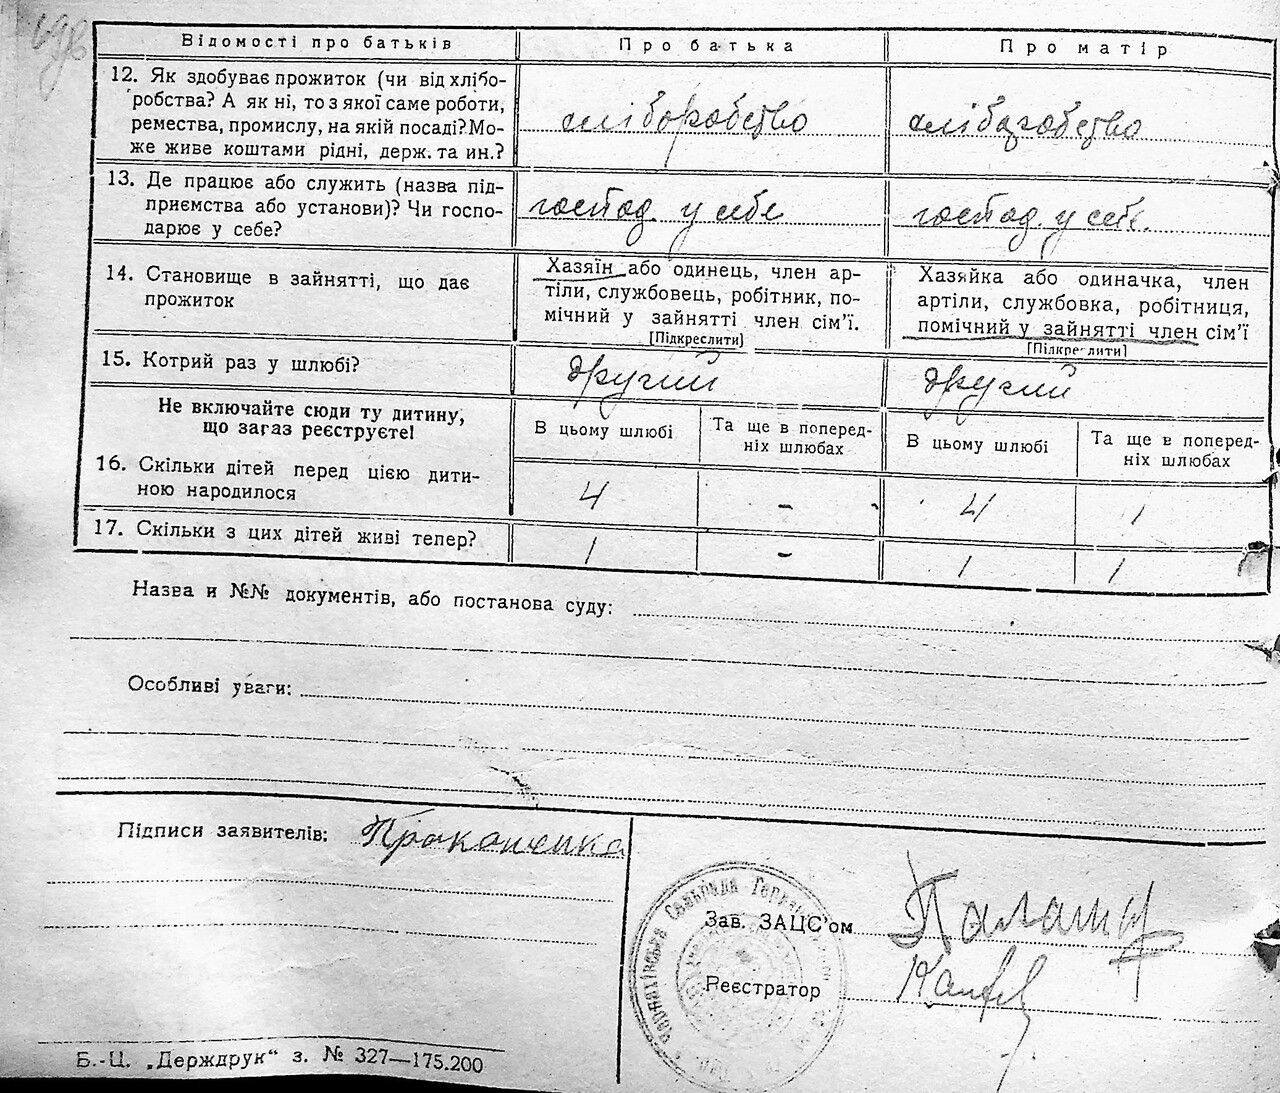 Відомості про батьків Про батька Про матір
12. Як здобуває прожиток (чи від хлібо-
робства? А як ні, то з якої саме роботи,
ремества, промислу, на якій посаді? Мо-
же живе коштами рідні, держ. та ин.?
хліборобство хліборобство
13. Де працює або служить (назва під-
приємства або установи)? Чи госпо-
дарює у себе?
господ. у себе господ. у себе.
14. Становище в зайнятті, що дає
прожиток
Хазяїн або одинець, член ар-
тіли, службовець, робітник, по-
мічний у зайнятті член сім'ї.
[Підкреслити]
Хазяйка або одиначка, член
артіли, службовка, робітниця,
помічний у зайнятті член сім'ї
[Підкреслити]
15. Котрий раз у шлюбі? другий другий
Не включайте сюди ту дитину,
що зараз реєструєте!
В цьому шлюбі Та ще в поперед-
ніх шлюбах В цьому шлюбі Та ще в поперед-
ніх шлюбах
16. Скільки дітей перед цією дити-
ною народилося
4 - 4 1
17. Скільки з цих дітей живі тепер? 1 - 1 1
Назва и №№ документів, або постанова суду:
Особливі уваги:
Підписи заявителів: Прокопенко
Зав. ЗАЦС'ом
Реєстратор
Б.-Ц. „Держдрук" з. № 327—175.200